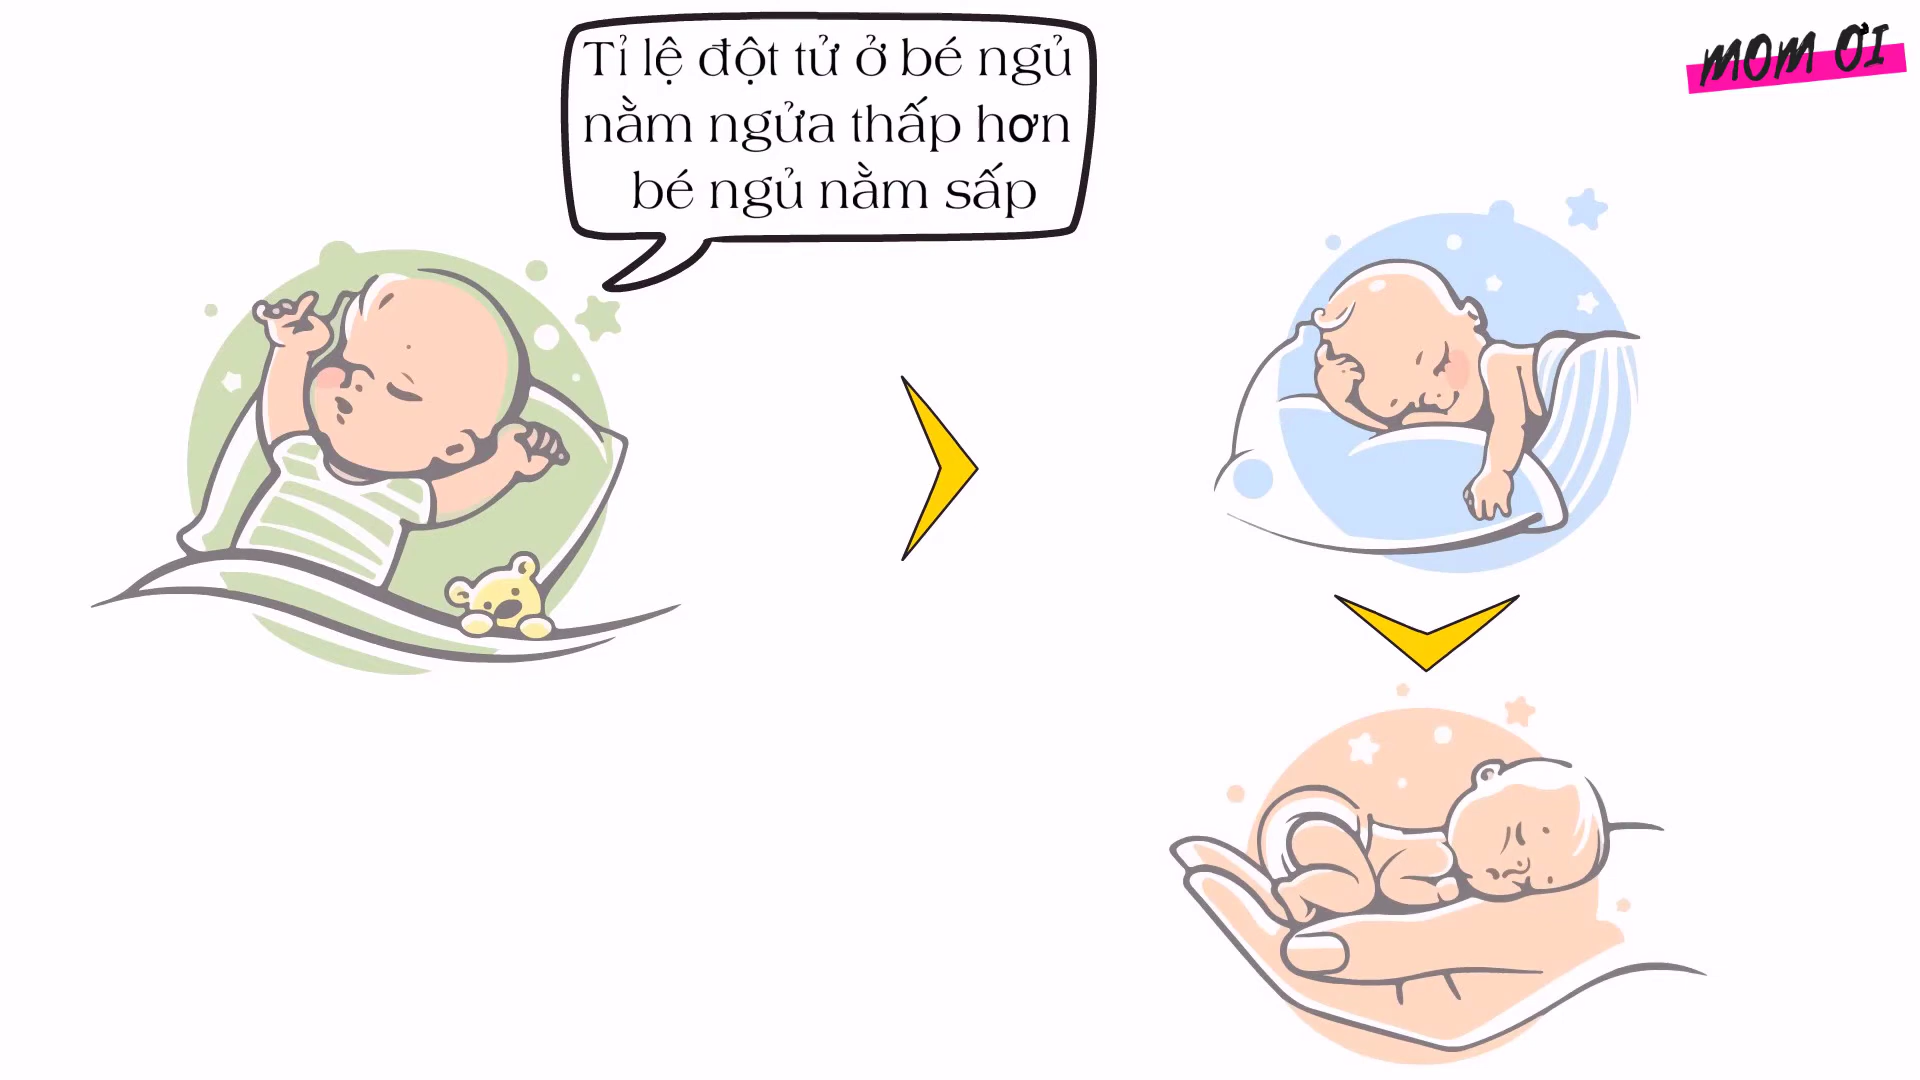 Tỉ lệ đột tử ở bé ngủ
nằm ngửa thấp hơn
bé ngủ nằm sấp
MOM ƠI